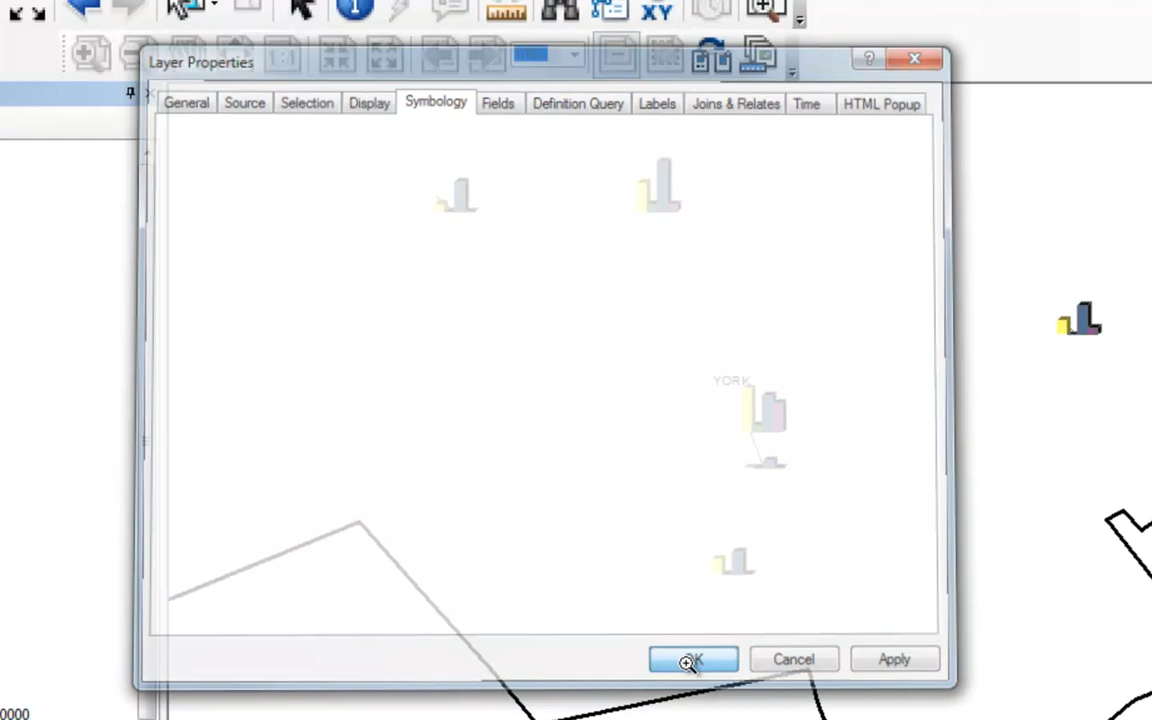 XY
Layer Properties
General Source Selection Display Symbology Fields Definition Query Labels Joins & Relates Time HTML Popup
YORK
OK Cancel Apply
0000